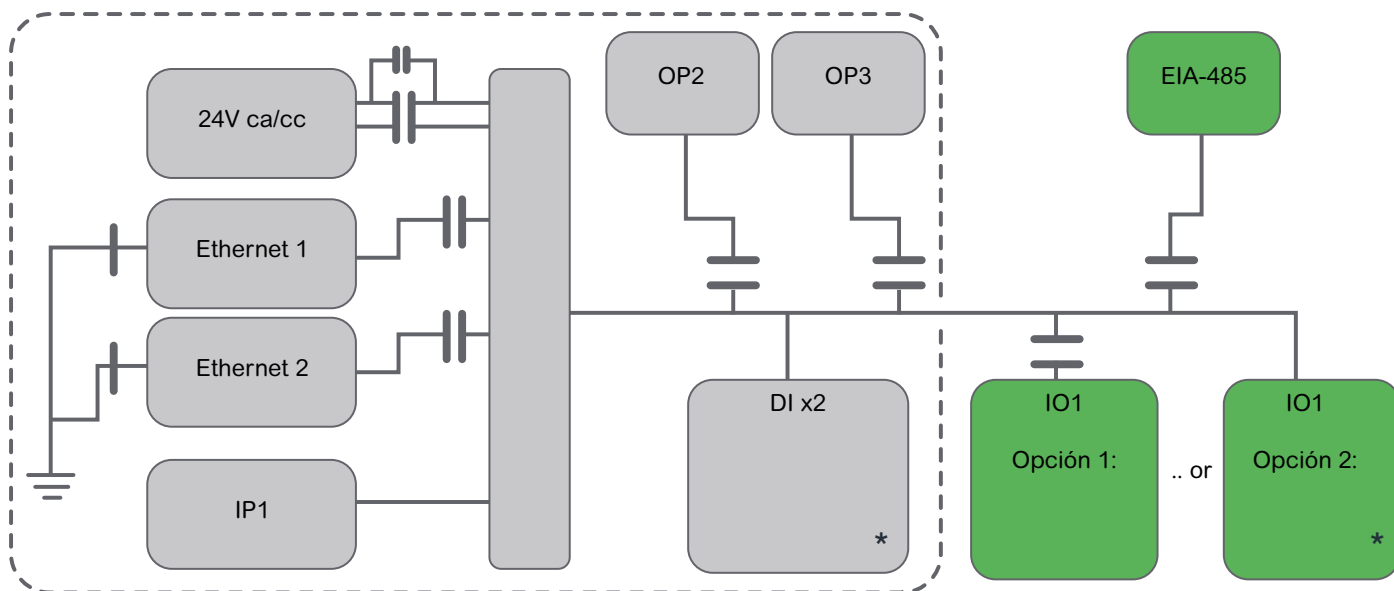 OP2
OP3
EIA-485
24V ca/cc
Ethernet 1
Ethernet 2
IP1
DI x2
*
IO1
Opción 1:
.. or
IO1
Opción 2:
*